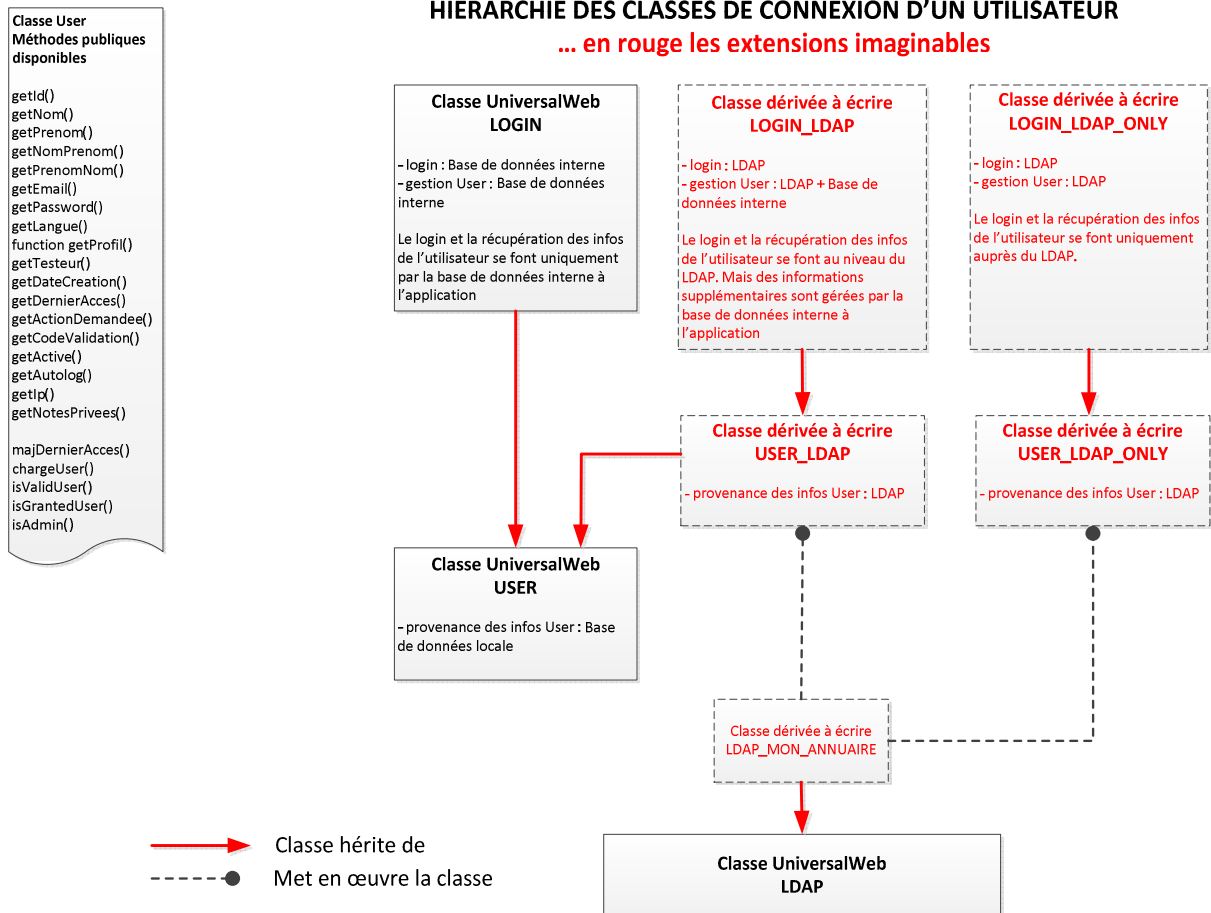 HIERARCHIE DES CLASSES DE CONNEXION D'UN UTILISATEUR
... en rouge les extensions imaginables
Classe User
Méthodes publiques
disponibles
getId()
getNom()
getPrenom()
getNomPrenom()
getPrenomNom()
getEmail()
getPassword()
getLangue()
function getProfil()
getTesteur()
getDateCreation()
getDernierAcces()
getActionDemandee()
getCodeValidation()
getActive()
getAutolog()
getIp()
getNotesPrivees()
majDernierAcces()
chargeUser()
isValidUser()
isGrantedUser()
isAdmin()
Classe UniversalWeb
LOGIN
- login : Base de données interne
- gestion User : Base de données
interne
Le login et la récupération des infos
de l'utilisateur se font uniquement
par la base de données interne à
l'application
Classe dérivée à écrire
LOGIN_LDAP
- login : LDAP
- gestion User : LDAP + Base de
données interne
Le login et la récupération des infos
de l'utilisateur se font au niveau du
LDAP. Mais des informations
supplémentaires sont gérées par la
base de données interne à
l'application
Classe dérivée à écrire
LOGIN_LDAP_ONLY
- login : LDAP
- gestion User : LDAP
Le login et la récupération des infos
de l'utilisateur se font uniquement
auprès du LDAP.
Classe dérivée à écrire
USER_LDAP
- provenance des infos User : LDAP
Classe dérivée à écrire
USER_LDAP_ONLY
- provenance des infos User : LDAP
Classe UniversalWeb
USER
- provenance des infos User : Base
de données locale
Classe dérivée à écrire
LDAP_MON_ANNUAIRE
Classe hérite de
Met en œuvre la classe
Classe UniversalWeb
LDAP